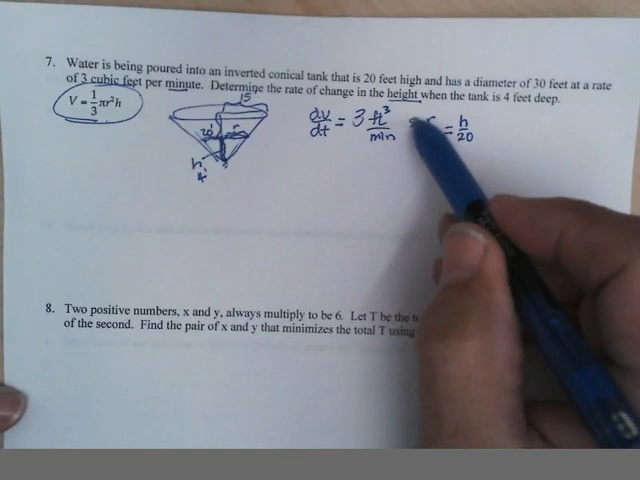 7. Water is being poured into an inverted conical tank that is 20 feet high and has a diameter of 30 feet at a rate
of 3 cubic feet per minute. Determine the rate of change in the height when the tank is 4 feet deep.
V = 1/3 πr²h
15
20'
r
h
4'
dV/dt = 3 ft³/min
r = h/20
8. Two positive numbers, x and y, always multiply to be 6. Let T be the
of the second. Find the pair of x and y that minimizes the total T using